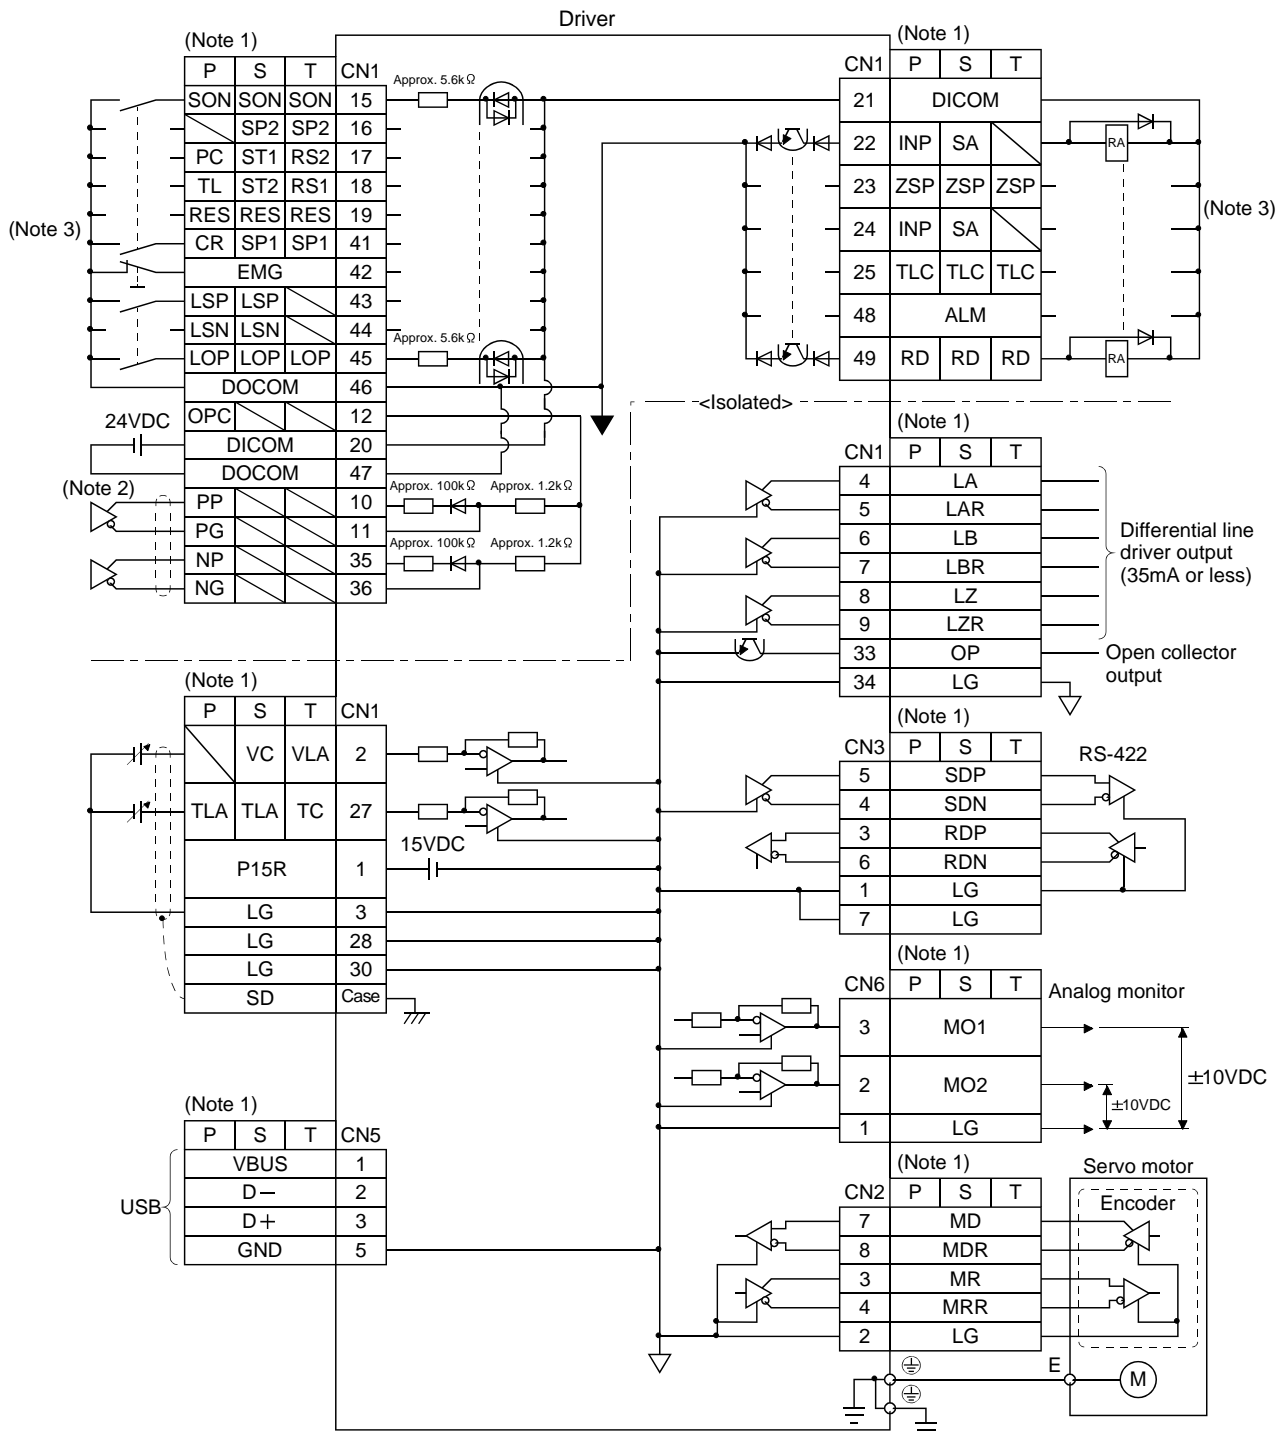 Driver
(Note 1)
P S T CN1
SON SON SON 15
SP2 SP2 16
PC ST1 RS2 17
TL ST2 RS1 18
RES RES RES 19
CR SP1 SP1 41
EMG 42
LSP LSP 43
LSN LSN 44
LOP LOP LOP 45
DOCOM 46
OPC 12
DICOM 20
DOCOM 47
PP 10
PG 11
NP 35
NG 36
(Note 3)
24VDC
(Note 2)
Approx. 5.6kΩ
Approx. 5.6kΩ
Approx. 100kΩ Approx. 1.2kΩ
Approx. 100kΩ Approx. 1.2kΩ
(Note 1)
CN1 P S T
21 DICOM
22 INP SA
23 ZSP ZSP ZSP
24 INP SA
25 TLC TLC TLC
48 ALM
49 RD RD RD
RA
RA
(Note 3)
<Isolated>
(Note 1)
CN1 P S T
4 LA
5 LAR
6 LB
7 LBR
8 LZ
9 LZR
33 OP
34 LG
Differential line
driver output
(35mA or less)
Open collector
output
(Note 1)
P S T CN1
VC VLA 2
TLA TLA TC 27
P15R 1
LG 3
LG 28
LG 30
SD Case
15VDC
(Note 1)
CN3 P S T
5 SDP
4 SDN
3 RDP
6 RDN
1 LG
7 LG
RS-422
(Note 1)
CN6 P S T
3 MO1
2 MO2
1 LG
Analog monitor
±10VDC
±10VDC
(Note 1)
P S T CN5
VBUS 1
D− 2
D+ 3
GND 5
USB
(Note 1)
CN2 P S T
7 MD
8 MDR
3 MR
4 MRR
2 LG
Servo motor
Encoder
E
M